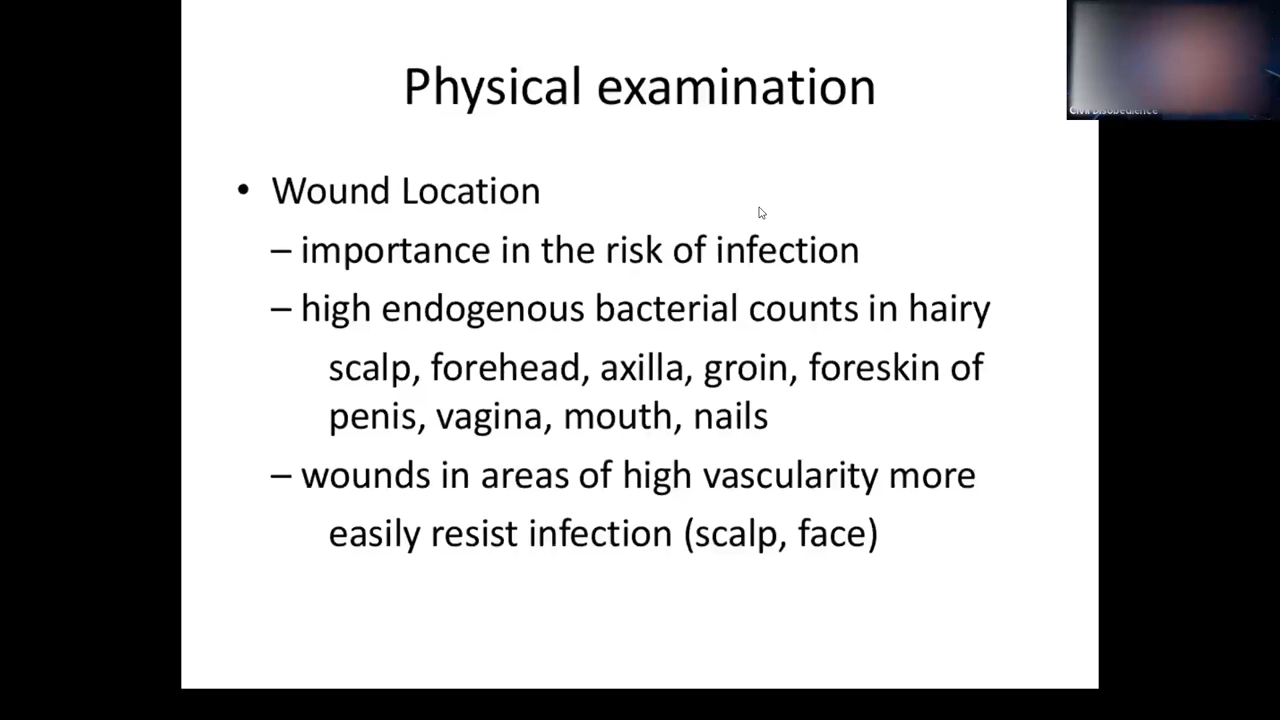 Physical examination
Civil Disobedience
• Wound Location
– importance in the risk of infection
– high endogenous bacterial counts in hairy
scalp, forehead, axilla, groin, foreskin of
penis, vagina, mouth, nails
– wounds in areas of high vascularity more
easily resist infection (scalp, face)